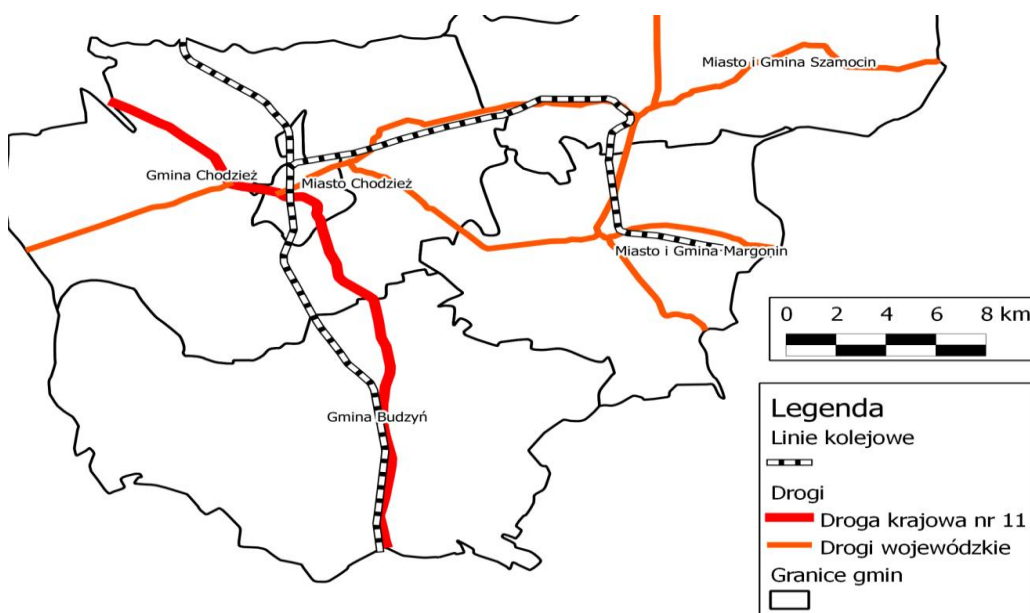 Miasto i Gmina Szamocin
Gmina Chodzież
Miasto Chodzież
Miasto i Gmina Margonin
Gmina Budzyń
0 2 4 6 8 km
Legenda
Linie kolejowe
Drogi
Droga krajowa nr 11
Drogi wojewódzkie
Granice gmin